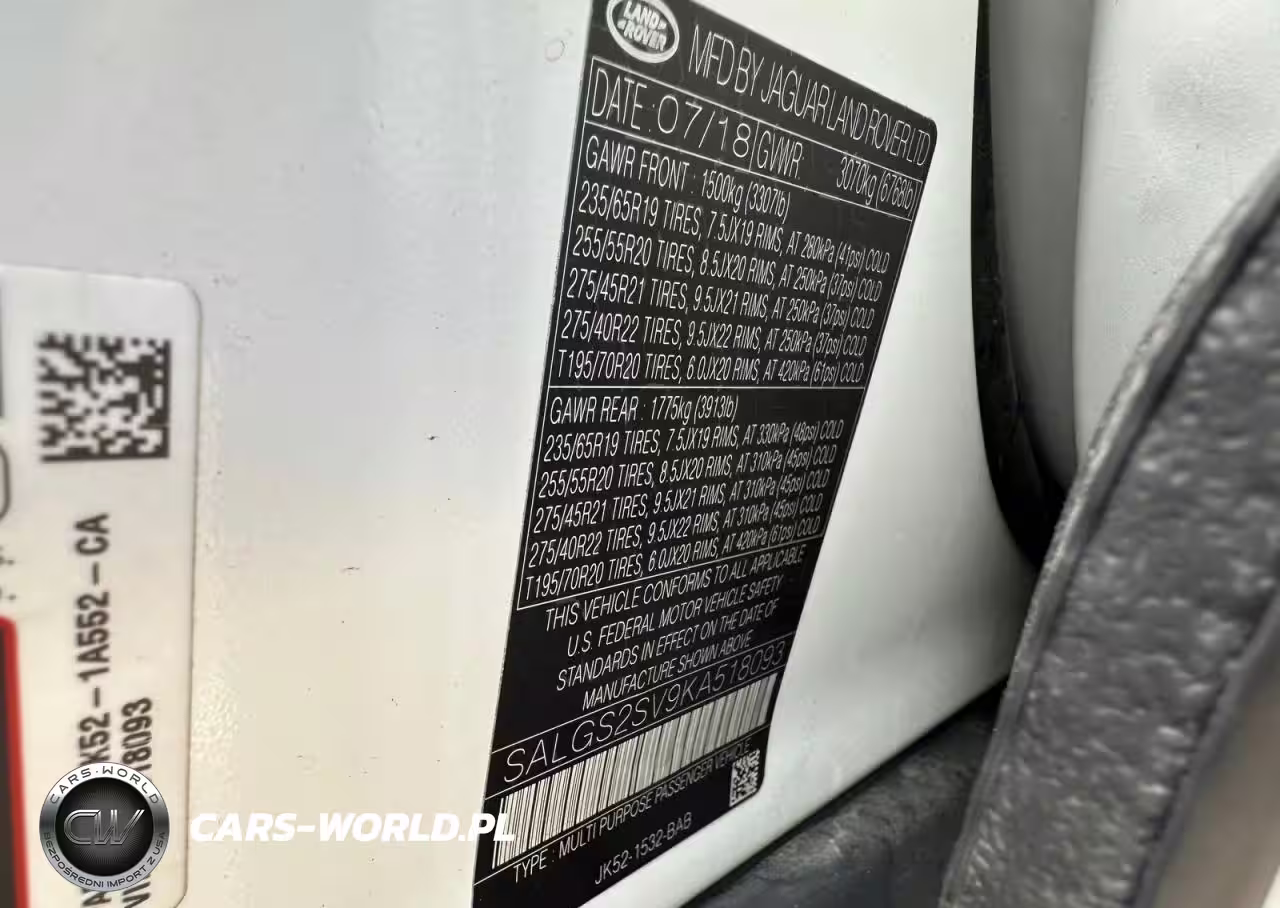 LAND ROVER
MFD BY JAGUAR LAND ROVER LTD
DATE : 07/18 GVWR: 3070kg (6768lb)
GAWR FRONT : 1500kg (3307lb)
235/65R19 TIRES, 7.5JX19 RIMS, AT 280kPa (41psi) COLD
255/55R20 TIRES, 8.5JX20 RIMS, AT 250kPa (37psi) COLD
275/45R21 TIRES, 9.5JX21 RIMS, AT 250kPa (37psi) COLD
275/40R22 TIRES, 9.5JX22 RIMS, AT 250kPa (37psi) COLD
T195/70R20 TIRES, 6.0JX20 RIMS, AT 420kPa (61psi) COLD
GAWR REAR : 1775kg (3913lb)
235/65R19 TIRES, 7.5JX19 RIMS, AT 330kPa (48psi) COLD
255/55R20 TIRES, 8.5JX20 RIMS, AT 310kPa (45psi) COLD
275/45R21 TIRES, 9.5JX21 RIMS, AT 310kPa (45psi) COLD
275/40R22 TIRES, 9.5JX22 RIMS, AT 310kPa (45psi) COLD
T195/70R20 TIRES, 6.0JX20 RIMS, AT 420kPa (61psi) COLD
THIS VEHICLE CONFORMS TO ALL APPLICABLE
U.S. FEDERAL MOTOR VEHICLE SAFETY
STANDARDS IN EFFECT ON THE DATE OF
MANUFACTURE SHOWN ABOVE
SALGS2SV9KA518093
TYPE : MULTI PURPOSE PASSENGER VEHICLE
JK52-1532-BAB
K52-1A552-CA
18093
CARS-WORLD
CW
BEZPOŚREDNI IMPORT Z USA
CARS-WORLD.PL